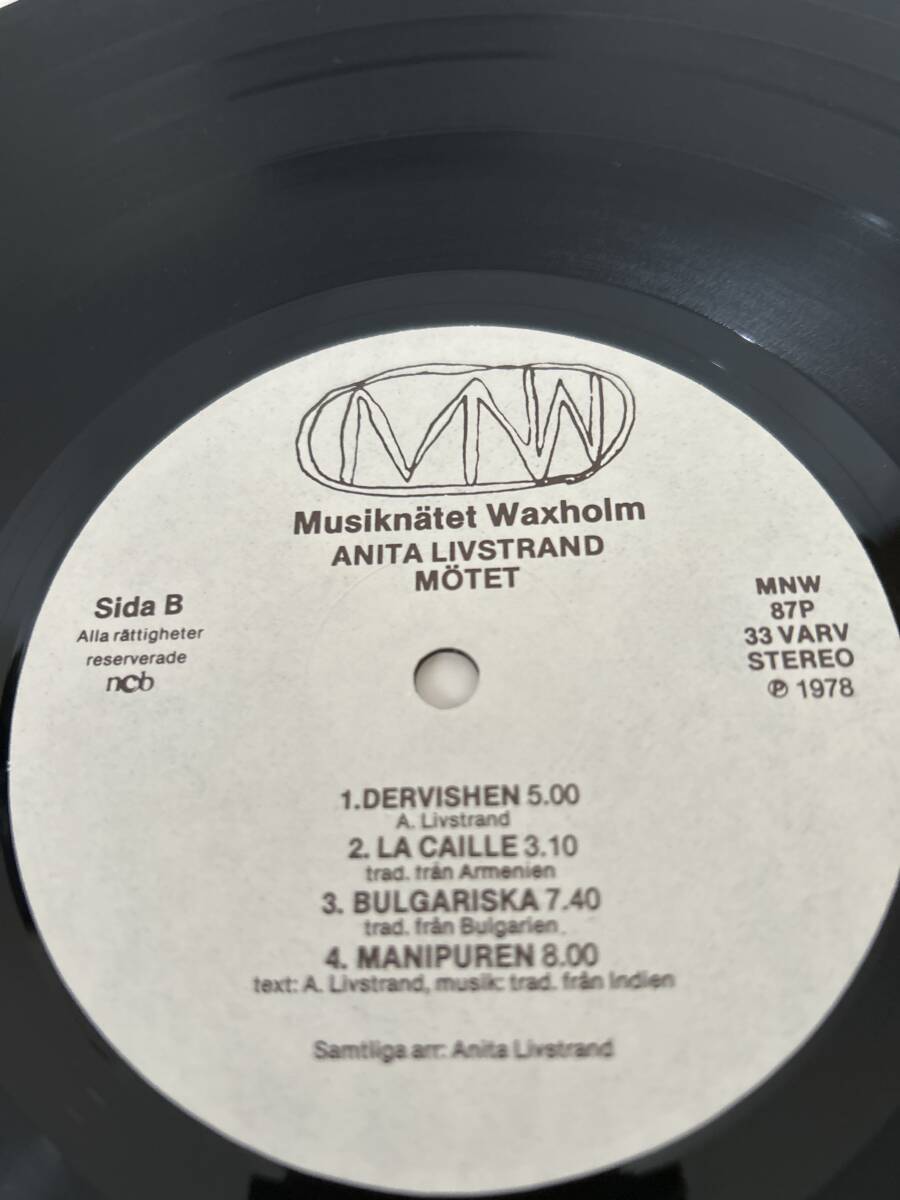 MNW
Musiknätet Waxholm
ANITA LIVSTRAND
MÖTET
Sida B
Alla rättigheter
reserverade
ncb
MNW
87P
33 VARV
STEREO
℗ 1978
1. DERVISHEN 5.00
A. Livstrand
2. LA CAILLE 3.10
trad. från Armenien
3. BULGARISKA 7.40
trad. från Bulgarien
4. MANIPUREN 8.00
text: A. Livstrand, musik: trad. från Indien
Samtliga arr: Anita Livstrand